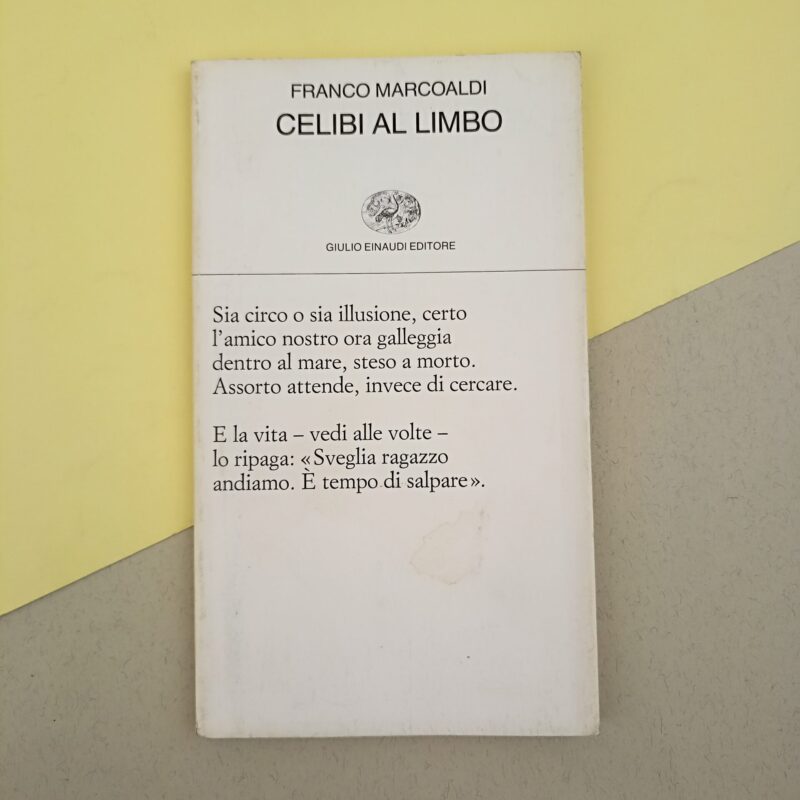 FRANCO MARCOALDI
CELIBI AL LIMBO
GIULIO EINAUDI EDITORE
Sia circo o sia illusione, certo
l'amico nostro ora galleggia
dentro al mare, steso a morto.
Assorto attende, invece di cercare.
E la vita – vedi alle volte –
lo ripaga: «Sveglia ragazzo
andiamo. È tempo di salpare».